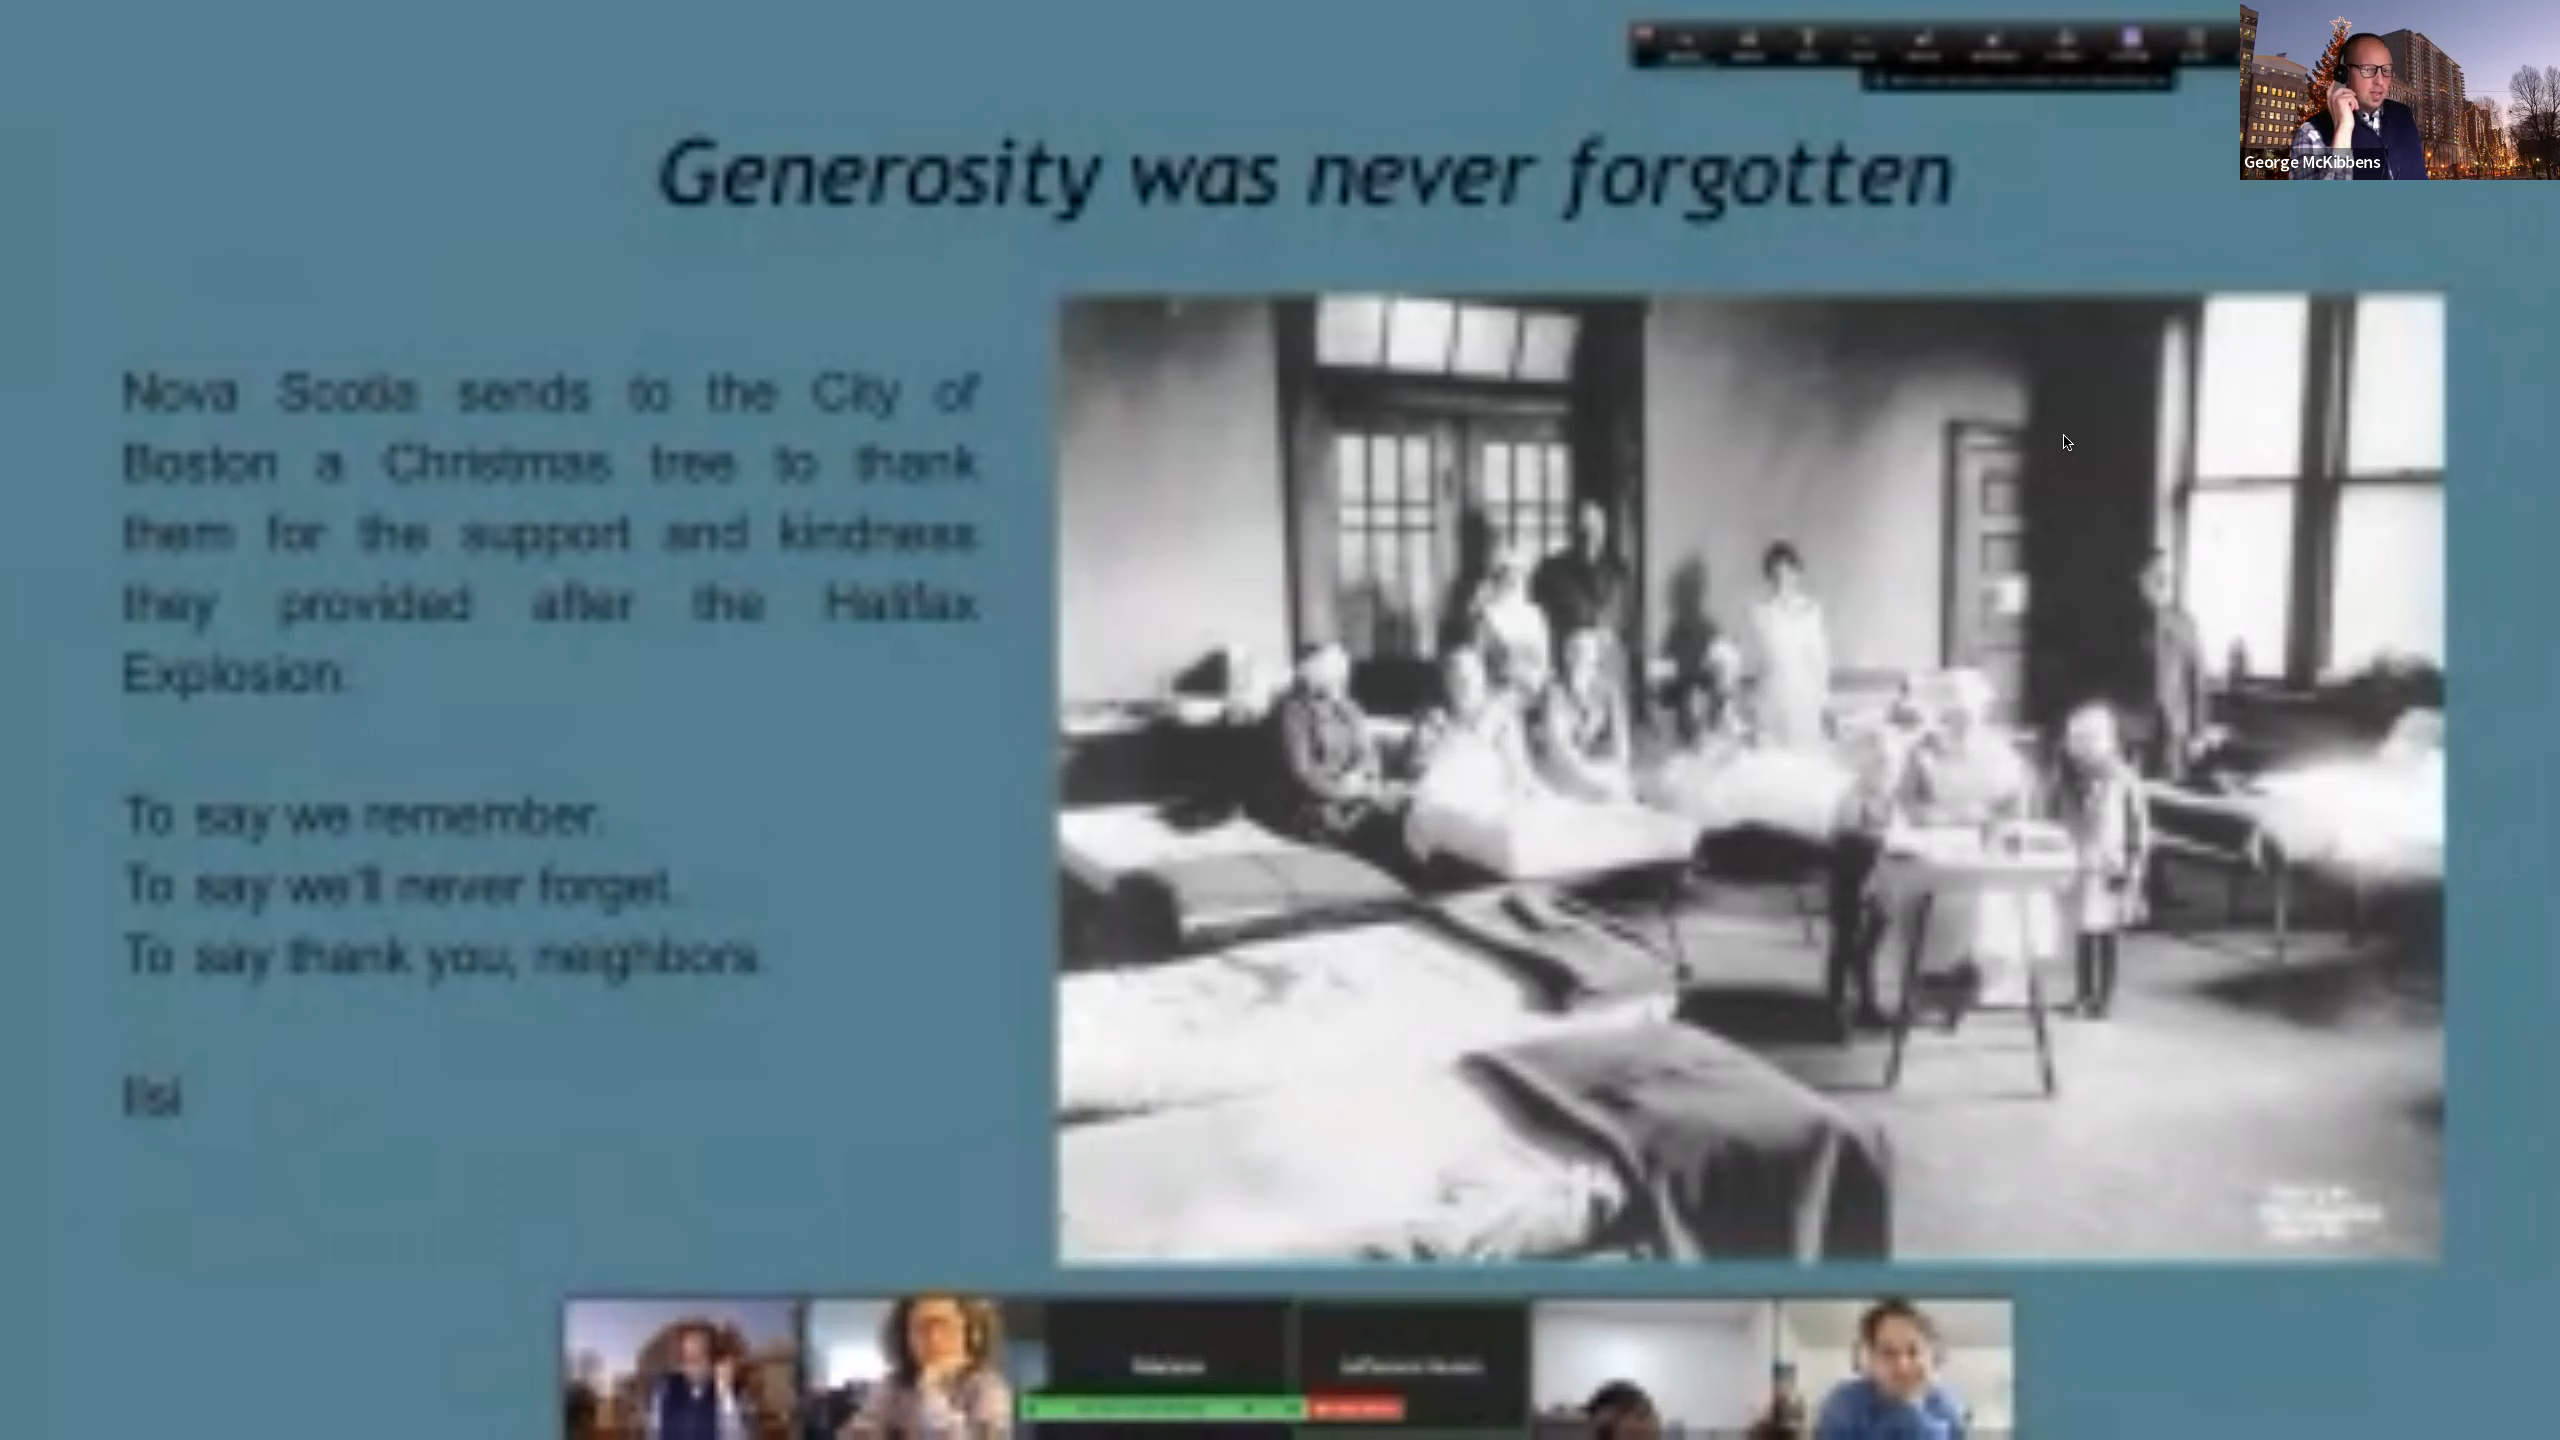 Generosity was never forgotten
George McKibbens
Nova Scotia sends to the City of
Boston a Christmas tree to thank
them for the support and kindness
they provided after the Halifax
Explosion.
To say we remember.
To say we'll never forget.
To say thank you, neighbors.